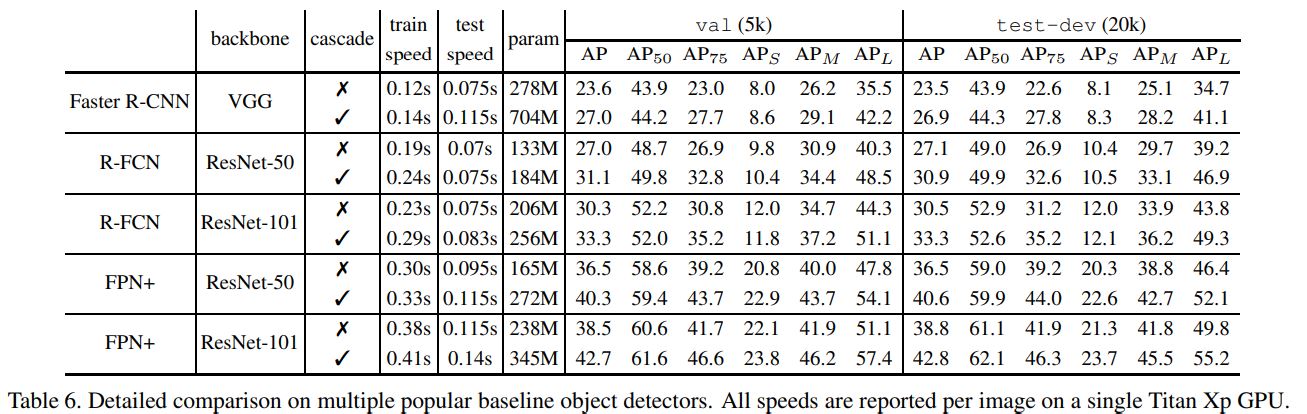 backbone cascade train speed test speed param val (5k) test-dev (20k)
AP AP50 AP75 APS APM APL AP AP50 AP75 APS APM APL
Faster R-CNN VGG ✗ 0.12s 0.075s 278M 23.6 43.9 23.0 8.0 26.2 35.5 23.5 43.9 22.6 8.1 25.1 34.7
✓ 0.14s 0.115s 704M 27.0 44.2 27.7 8.6 29.1 42.2 26.9 44.3 27.8 8.3 28.2 41.1
R-FCN ResNet-50 ✗ 0.19s 0.07s 133M 27.0 48.7 26.9 9.8 30.9 40.3 27.1 49.0 26.9 10.4 29.7 39.2
✓ 0.24s 0.075s 184M 31.1 49.8 32.8 10.4 34.4 48.5 30.9 49.9 32.6 10.5 33.1 46.9
R-FCN ResNet-101 ✗ 0.23s 0.075s 206M 30.3 52.2 30.8 12.0 34.7 44.3 30.5 52.9 31.2 12.0 33.9 43.8
✓ 0.29s 0.083s 256M 33.3 52.0 35.2 11.8 37.2 51.1 33.3 52.6 35.2 12.1 36.2 49.3
FPN+ ResNet-50 ✗ 0.30s 0.095s 165M 36.5 58.6 39.2 20.8 40.0 47.8 36.5 59.0 39.2 20.3 38.8 46.4
✓ 0.33s 0.115s 272M 40.3 59.4 43.7 22.9 43.7 54.1 40.6 59.9 44.0 22.6 42.7 52.1
FPN+ ResNet-101 ✗ 0.38s 0.115s 238M 38.5 60.6 41.7 22.1 41.9 51.1 38.8 61.1 41.9 21.3 41.8 49.8
✓ 0.41s 0.14s 345M 42.7 61.6 46.6 23.8 46.2 57.4 42.8 62.1 46.3 23.7 45.5 55.2
Table 6. Detailed comparison on multiple popular baseline object detectors. All speeds are reported per image on a single Titan Xp GPU.